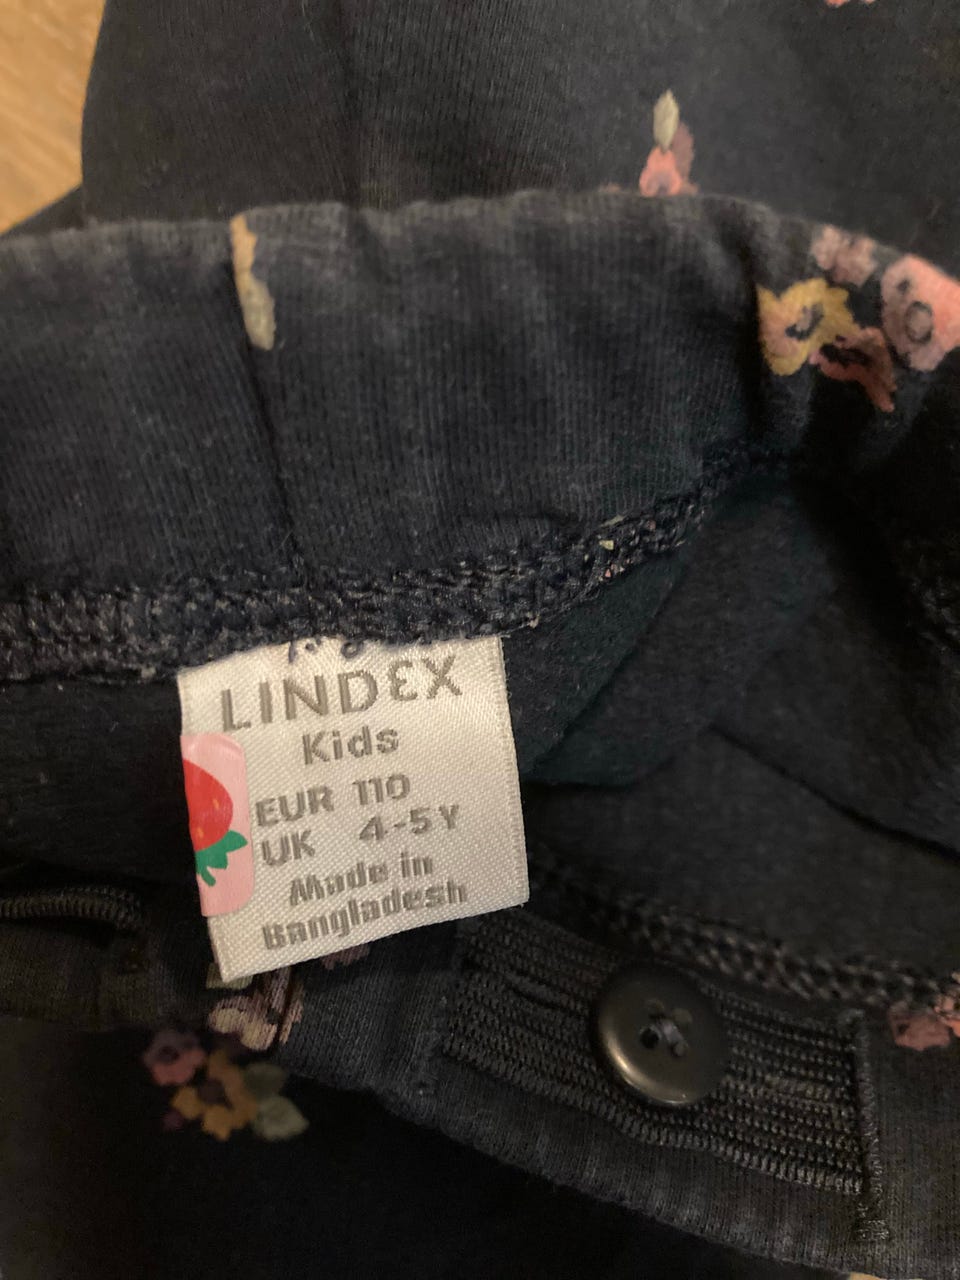 LINDEX
Kids
EUR 110
UK 4-5Y
Made in
Bangladesh